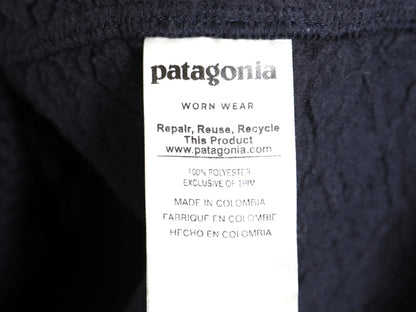 patagonia
WORN WEAR
Repair, Reuse, Recycle
This Product
www.patagonia.com
100% POLYESTER
EXCLUSIVE OF TRIM
MADE IN COLOMBIA
FABRIQUE EN COLOMBIE
HECHO EN COLOMBIA